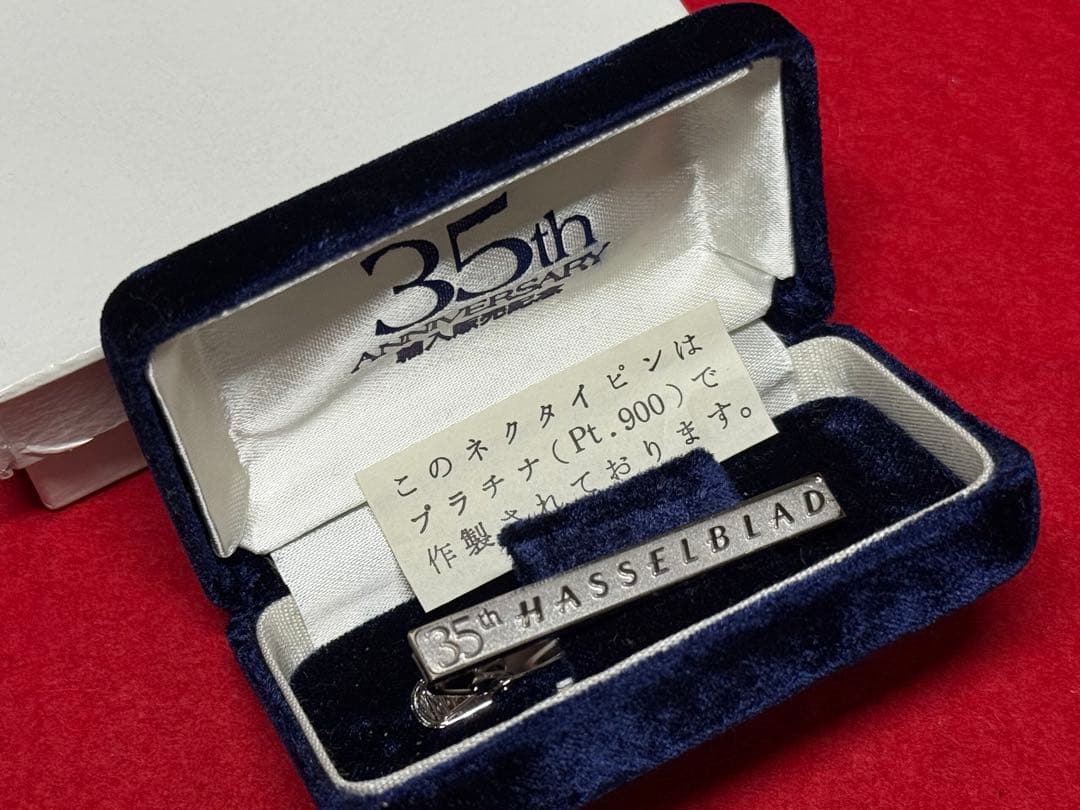 35th
ANNIVERSARY
輸入販売記念
このネクタイピンは
プラチナ(Pt.900)で
作製されております。
35th HASSELBLAD